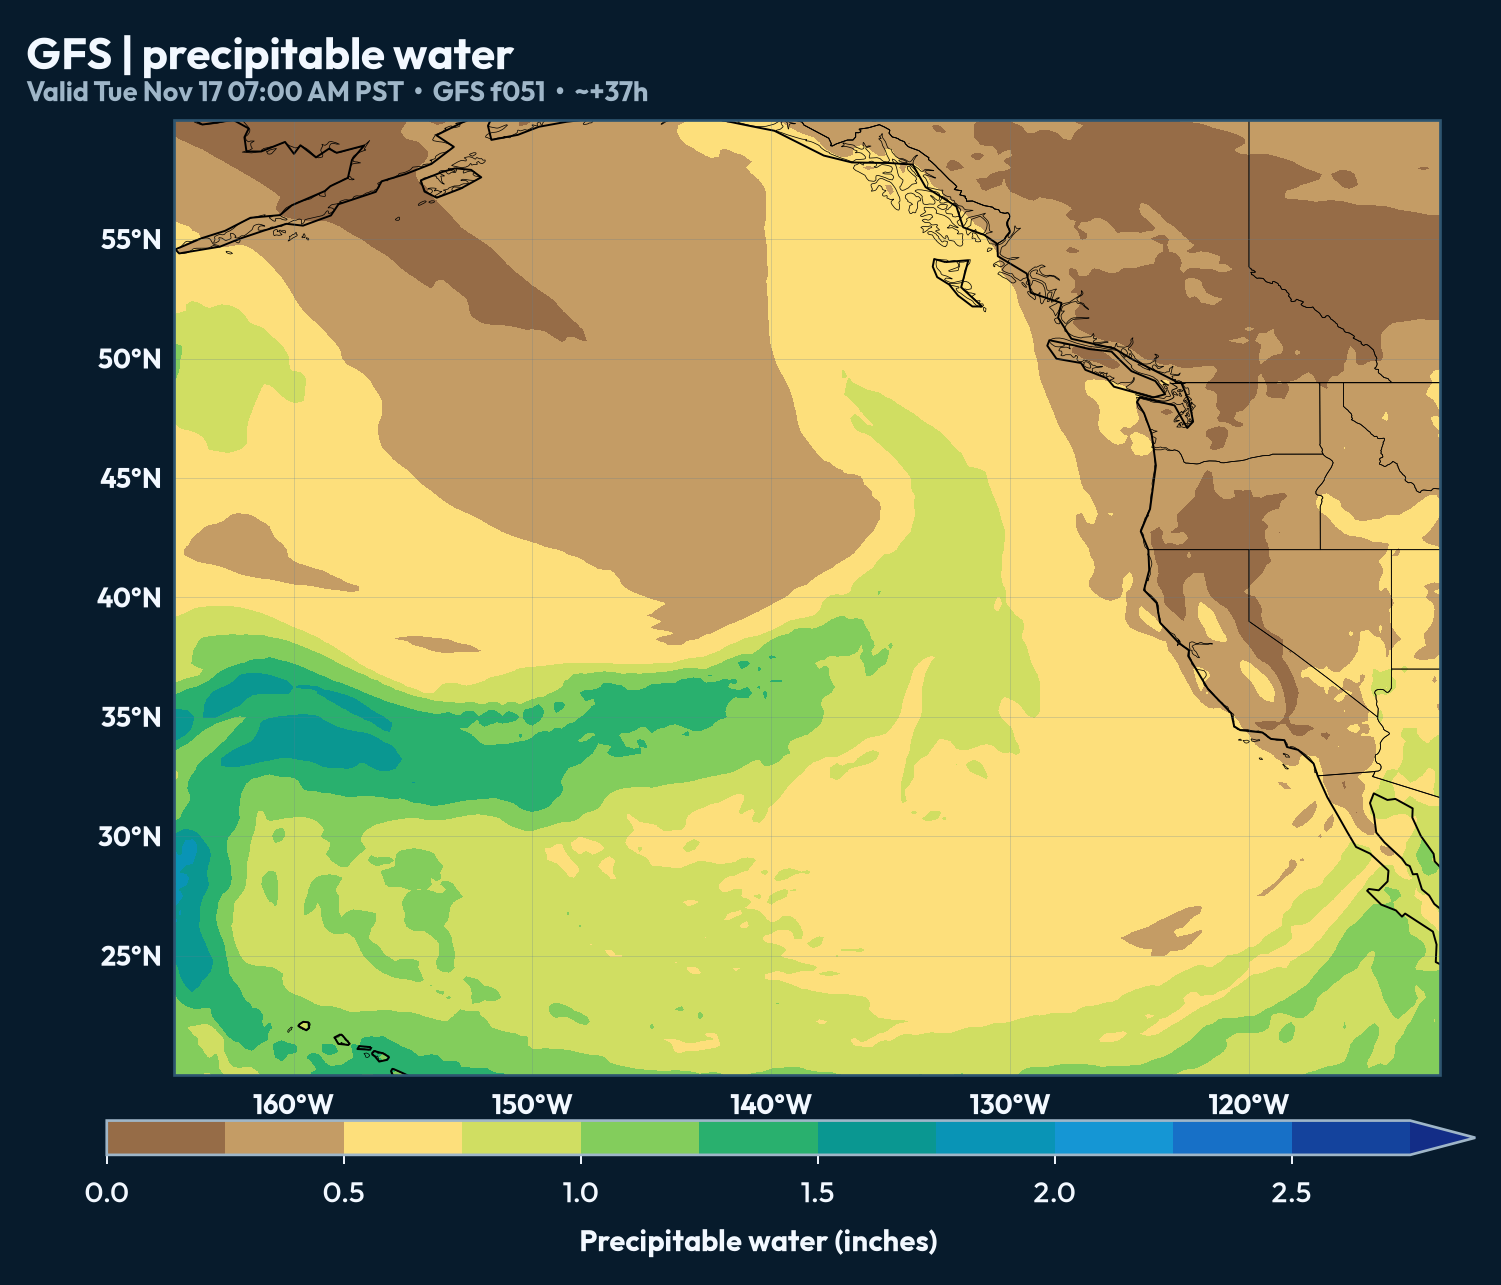 GFS | precipitable water
Valid Tue Nov 17 07:00 AM PST • GFS f051 • ~+37h
55°N
50°N
45°N
40°N
35°N
30°N
25°N
160°W 150°W 140°W 130°W 120°W
0.0 0.5 1.0 1.5 2.0 2.5
Precipitable water (inches)